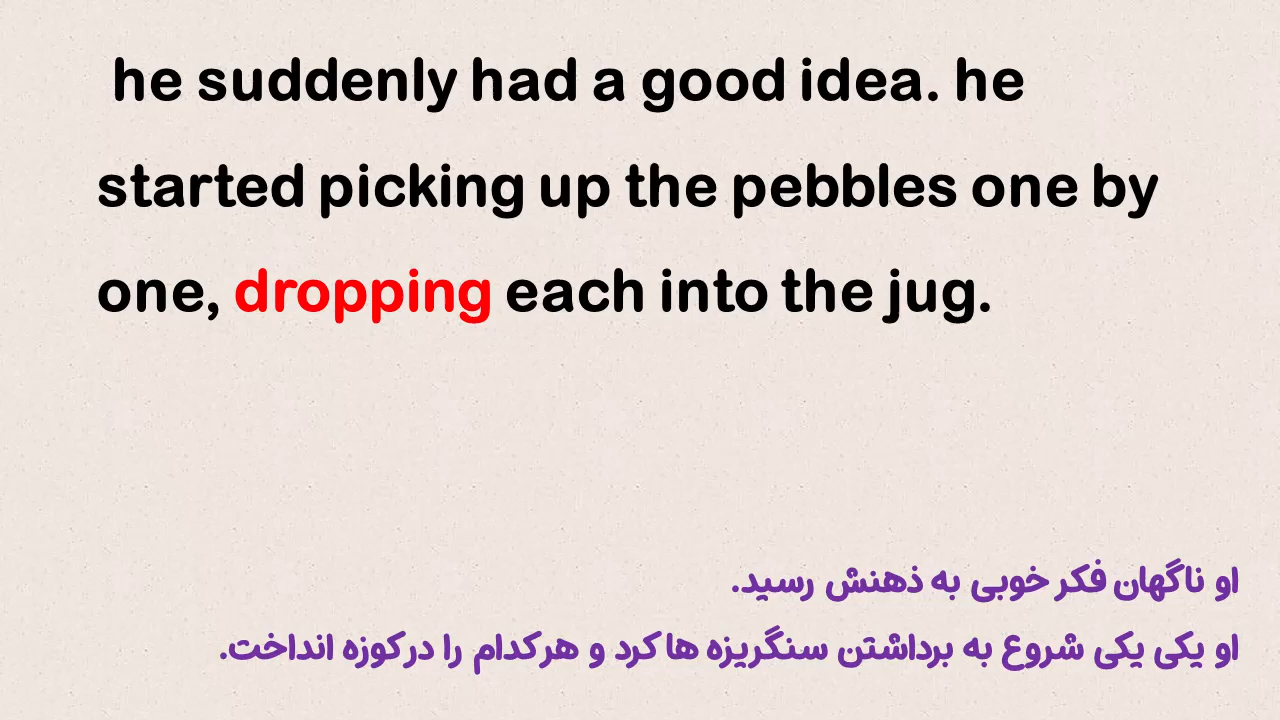 he suddenly had a good idea. he
started picking up the pebbles one by
one, dropping each into the jug.
او ناگهان فکر خوبی به ذهنش رسید.
او یکی یکی شروع به برداشتن سنگریزه ها کرد و هرکدام را درکوزه انداخت.